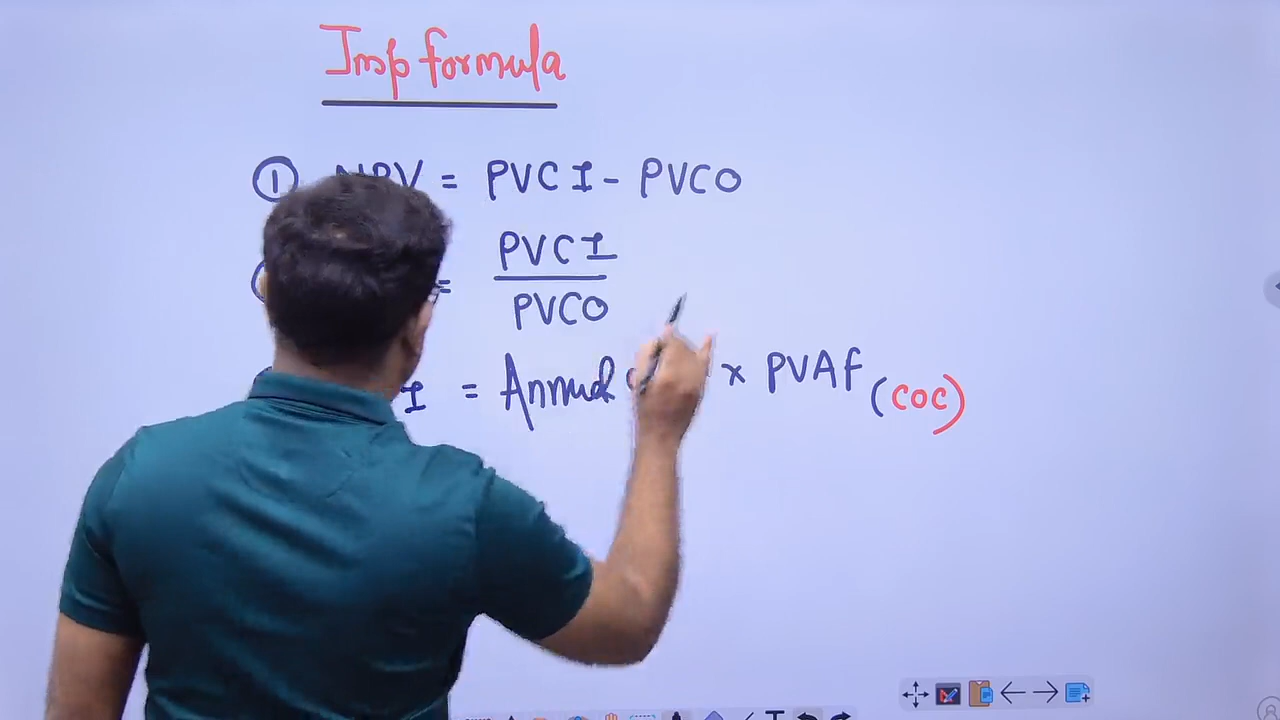 Imp formula
① NPV = PVCI - PVCO
= PVCI
PVCO
I = Annual × PVAF (COC)